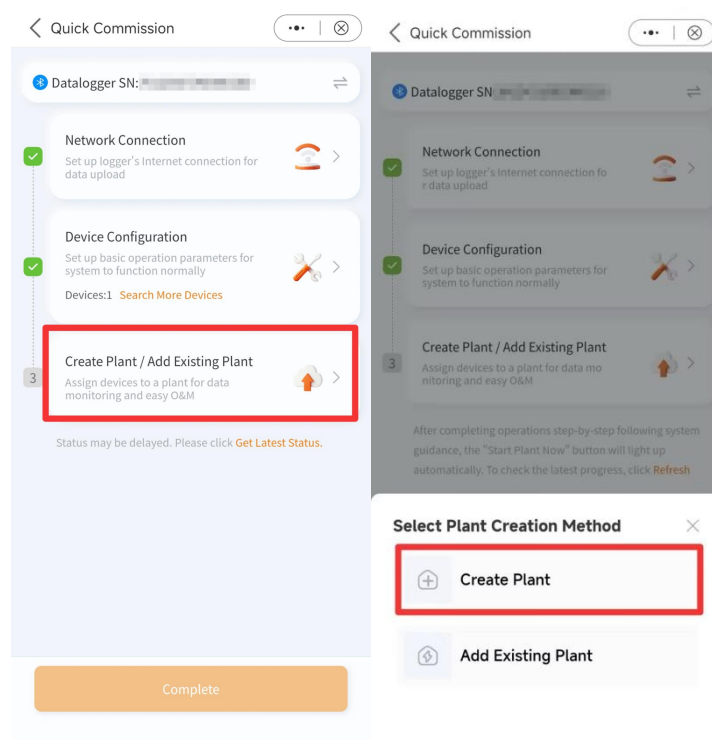 Quick Commission
Datalogger SN:
Network Connection
Set up logger's Internet connection for
data upload
Device Configuration
Set up basic operation parameters for
system to function normally
Devices:1 Search More Devices
3
Create Plant / Add Existing Plant
Assign devices to a plant for data
monitoring and easy O&M
Status may be delayed. Please click Get Latest Status.
Complete
Quick Commission
Datalogger SN
Network Connection
Set up logger's Internet connection fo
r data upload
Device Configuration
Set up basic operation parameters for
system to function normally
3
Create Plant / Add Existing Plant
Assign devices to a plant for data mo
nitoring and easy O&M
After completing operations step-by-step following system
guidance, the "Start Plant Now" button will light up
automatically. To check the latest progress, click Refresh
Select Plant Creation Method
Create Plant
Add Existing Plant